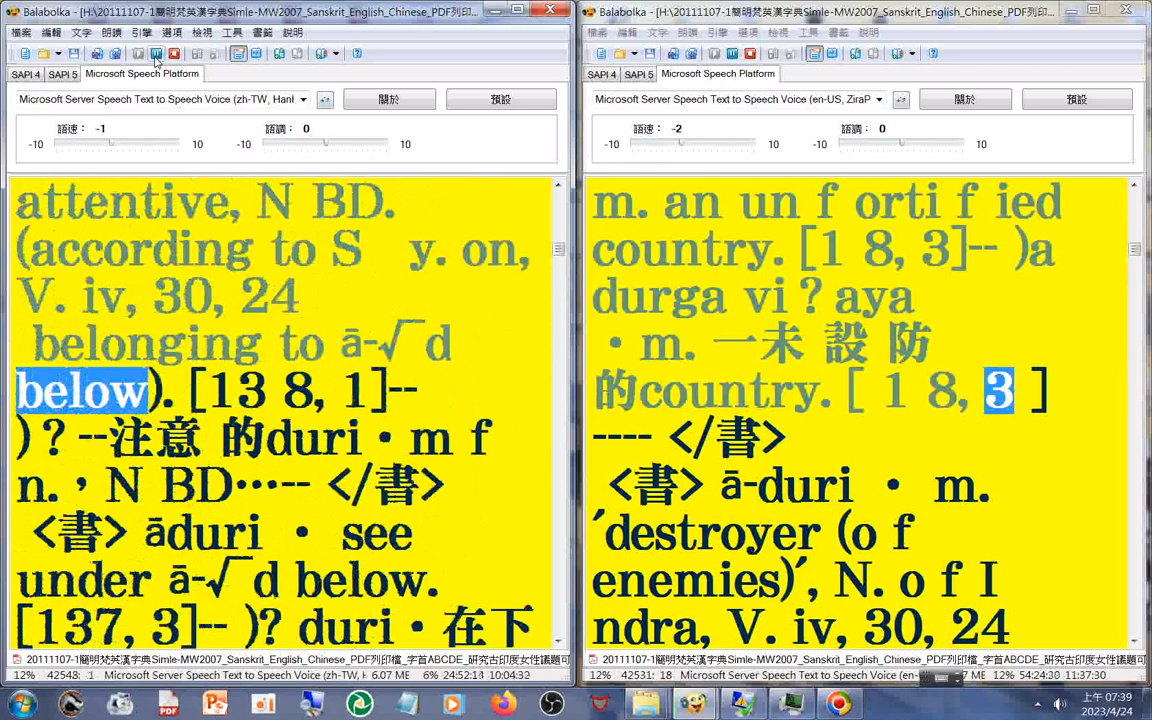 Balabolka - [H:\20111107-1簡明梵英漢字典Simle-MW2007_Sanskrit_English_Chinese_PDF列印...
檔案 編輯 文字 朗讀 引擎 選項 檢視 工具 書籤 說明
SAPI 4 SAPI 5 Microsoft Speech Platform
Microsoft Server Speech Text to Speech Voice (zh-TW, Hanl
關於
預設
語速： -1
語調： 0
-10 10 -10 10
attentive, N BD.
(according to S y. on,
V. iv, 30, 24
belonging to ā-√ d
below). [13 8, 1]--
)? --注意 的duri・m f
n.，N BD…-- </書>
<書> āduri ・ see
under ā-√ d below.
[137, 3]-- )? duri・在下
20111107-1簡明梵英漢字典Simle-MW2007_Sanskrit_English_Chinese_PDF列印檔_字首ABCDE_研究古印度女性議題可
12% 42548: 1 Microsoft Server Speech Text to Speech Voice (zh-TW, H 6.07 MB 6% 24:52:18 10:04:32
Balabolka - [H:\20111107-1簡明梵英漢字典Simle-MW2007_Sanskrit_English_Chinese_PDF列印...
檔案 編輯 文字 朗讀 引擎 選項 檢視 工具 書籤 說明
SAPI 4 SAPI 5 Microsoft Speech Platform
Microsoft Server Speech Text to Speech Voice (en-US, ZiraP
關於
預設
語速： -2
語調： 0
-10 10 -10 10
m. an un f orti f ied
country. [1 8, 3]-- )a
durga vi ? aya
・m. 一未 設 防
的country. [ 1 8, 3 ]
---- </書>
<書> ā-duri ・ m.
′destroyer (o f
enemies)′, N. o f I
ndra, V. iv, 30, 24
20111107-1簡明梵英漢字典Simle-MW2007_Sanskrit_English_Chinese_PDF列印檔_字首ABCDE_研究古印度女性議題可
12% 42531: 18 Microsoft Server Speech Text to Speech Voice (en- 12% 54:24:30 11:37:30
PDF
上午 07:39
2023/4/24